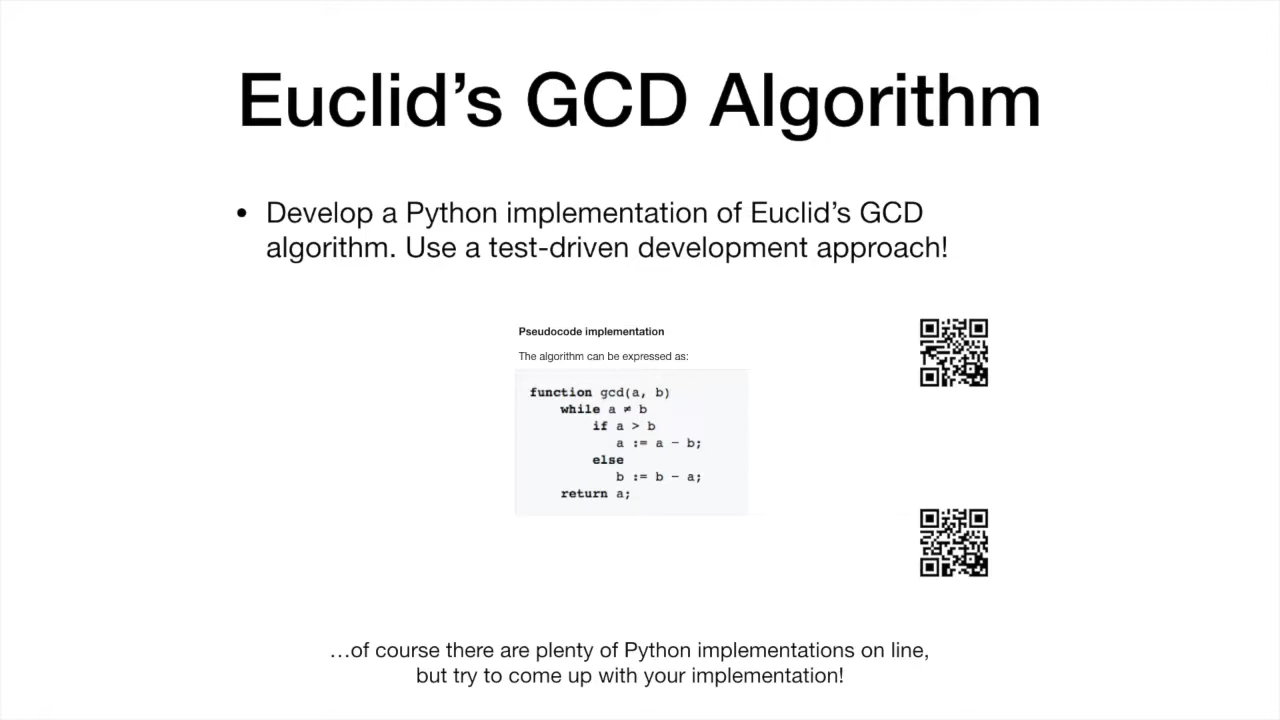 Euclid’s GCD Algorithm
• Develop a Python implementation of Euclid’s GCD
algorithm. Use a test-driven development approach!
Pseudocode implementation
The algorithm can be expressed as:
function gcd(a, b)
    while a ≠ b
        if a > b
           a := a − b;
        else
           b := b − a;
    return a;
…of course there are plenty of Python implementations on line,
but try to come up with your implementation!